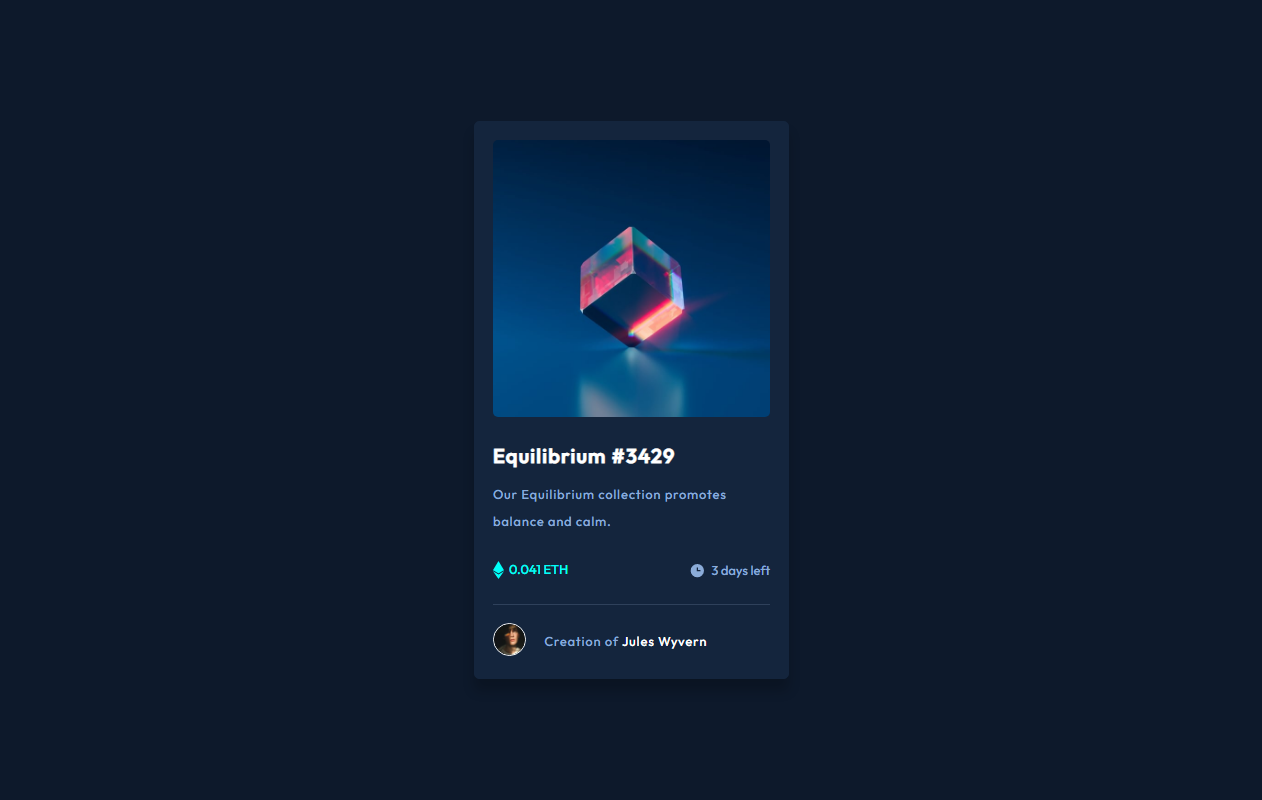 Equilibrium #3429
Our Equilibrium collection promotes
balance and calm.
0.041 ETH
3 days left
Creation of Jules Wyvern